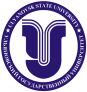 ULYANOVSK STATE UNIVERSITY
УЛЬЯНОВСКИЙ ГОСУДАРСТВЕННЫЙ УНИВЕРСИТЕТ